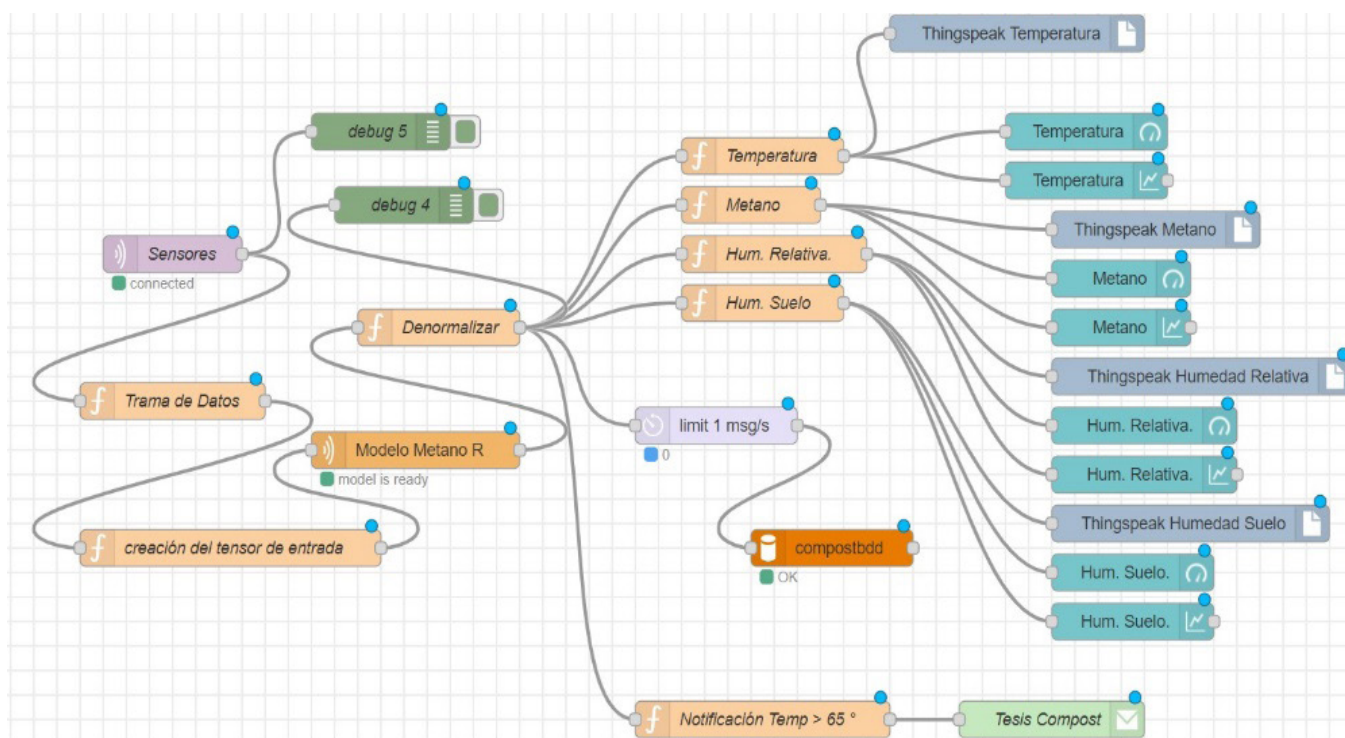 Thingspeak Temperatura
debug 5
Temperatura
Temperatura
Temperatura
debug 4
Metano
Thingspeak Metano
Sensores
connected
Hum. Relativa.
Metano
Hum. Suelo
Denormalizar
Metano
Thingspeak Humedad Relativa
Trama de Datos
limit 1 msg/s
0
Hum. Relativa.
Modelo Metano R
model is ready
Hum. Relativa.
Thingspeak Humedad Suelo
creación del tensor de entrada
compostbdd
OK
Hum. Suelo.
Hum. Suelo.
Notificación Temp > 65 °
Tesis Compost